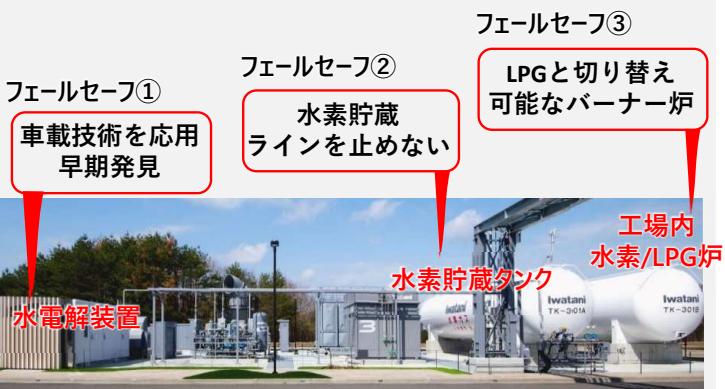 フェールセーフ①
車載技術を応用
早期発見
フェールセーフ②
水素貯蔵
ラインを止めない
フェールセーフ③
LPGと切り替え
可能なバーナー炉
水電解装置
水素貯蔵タンク
工場内
水素/LPG炉
3
Iwatani
TK-301A
Iwatani
TK-301B